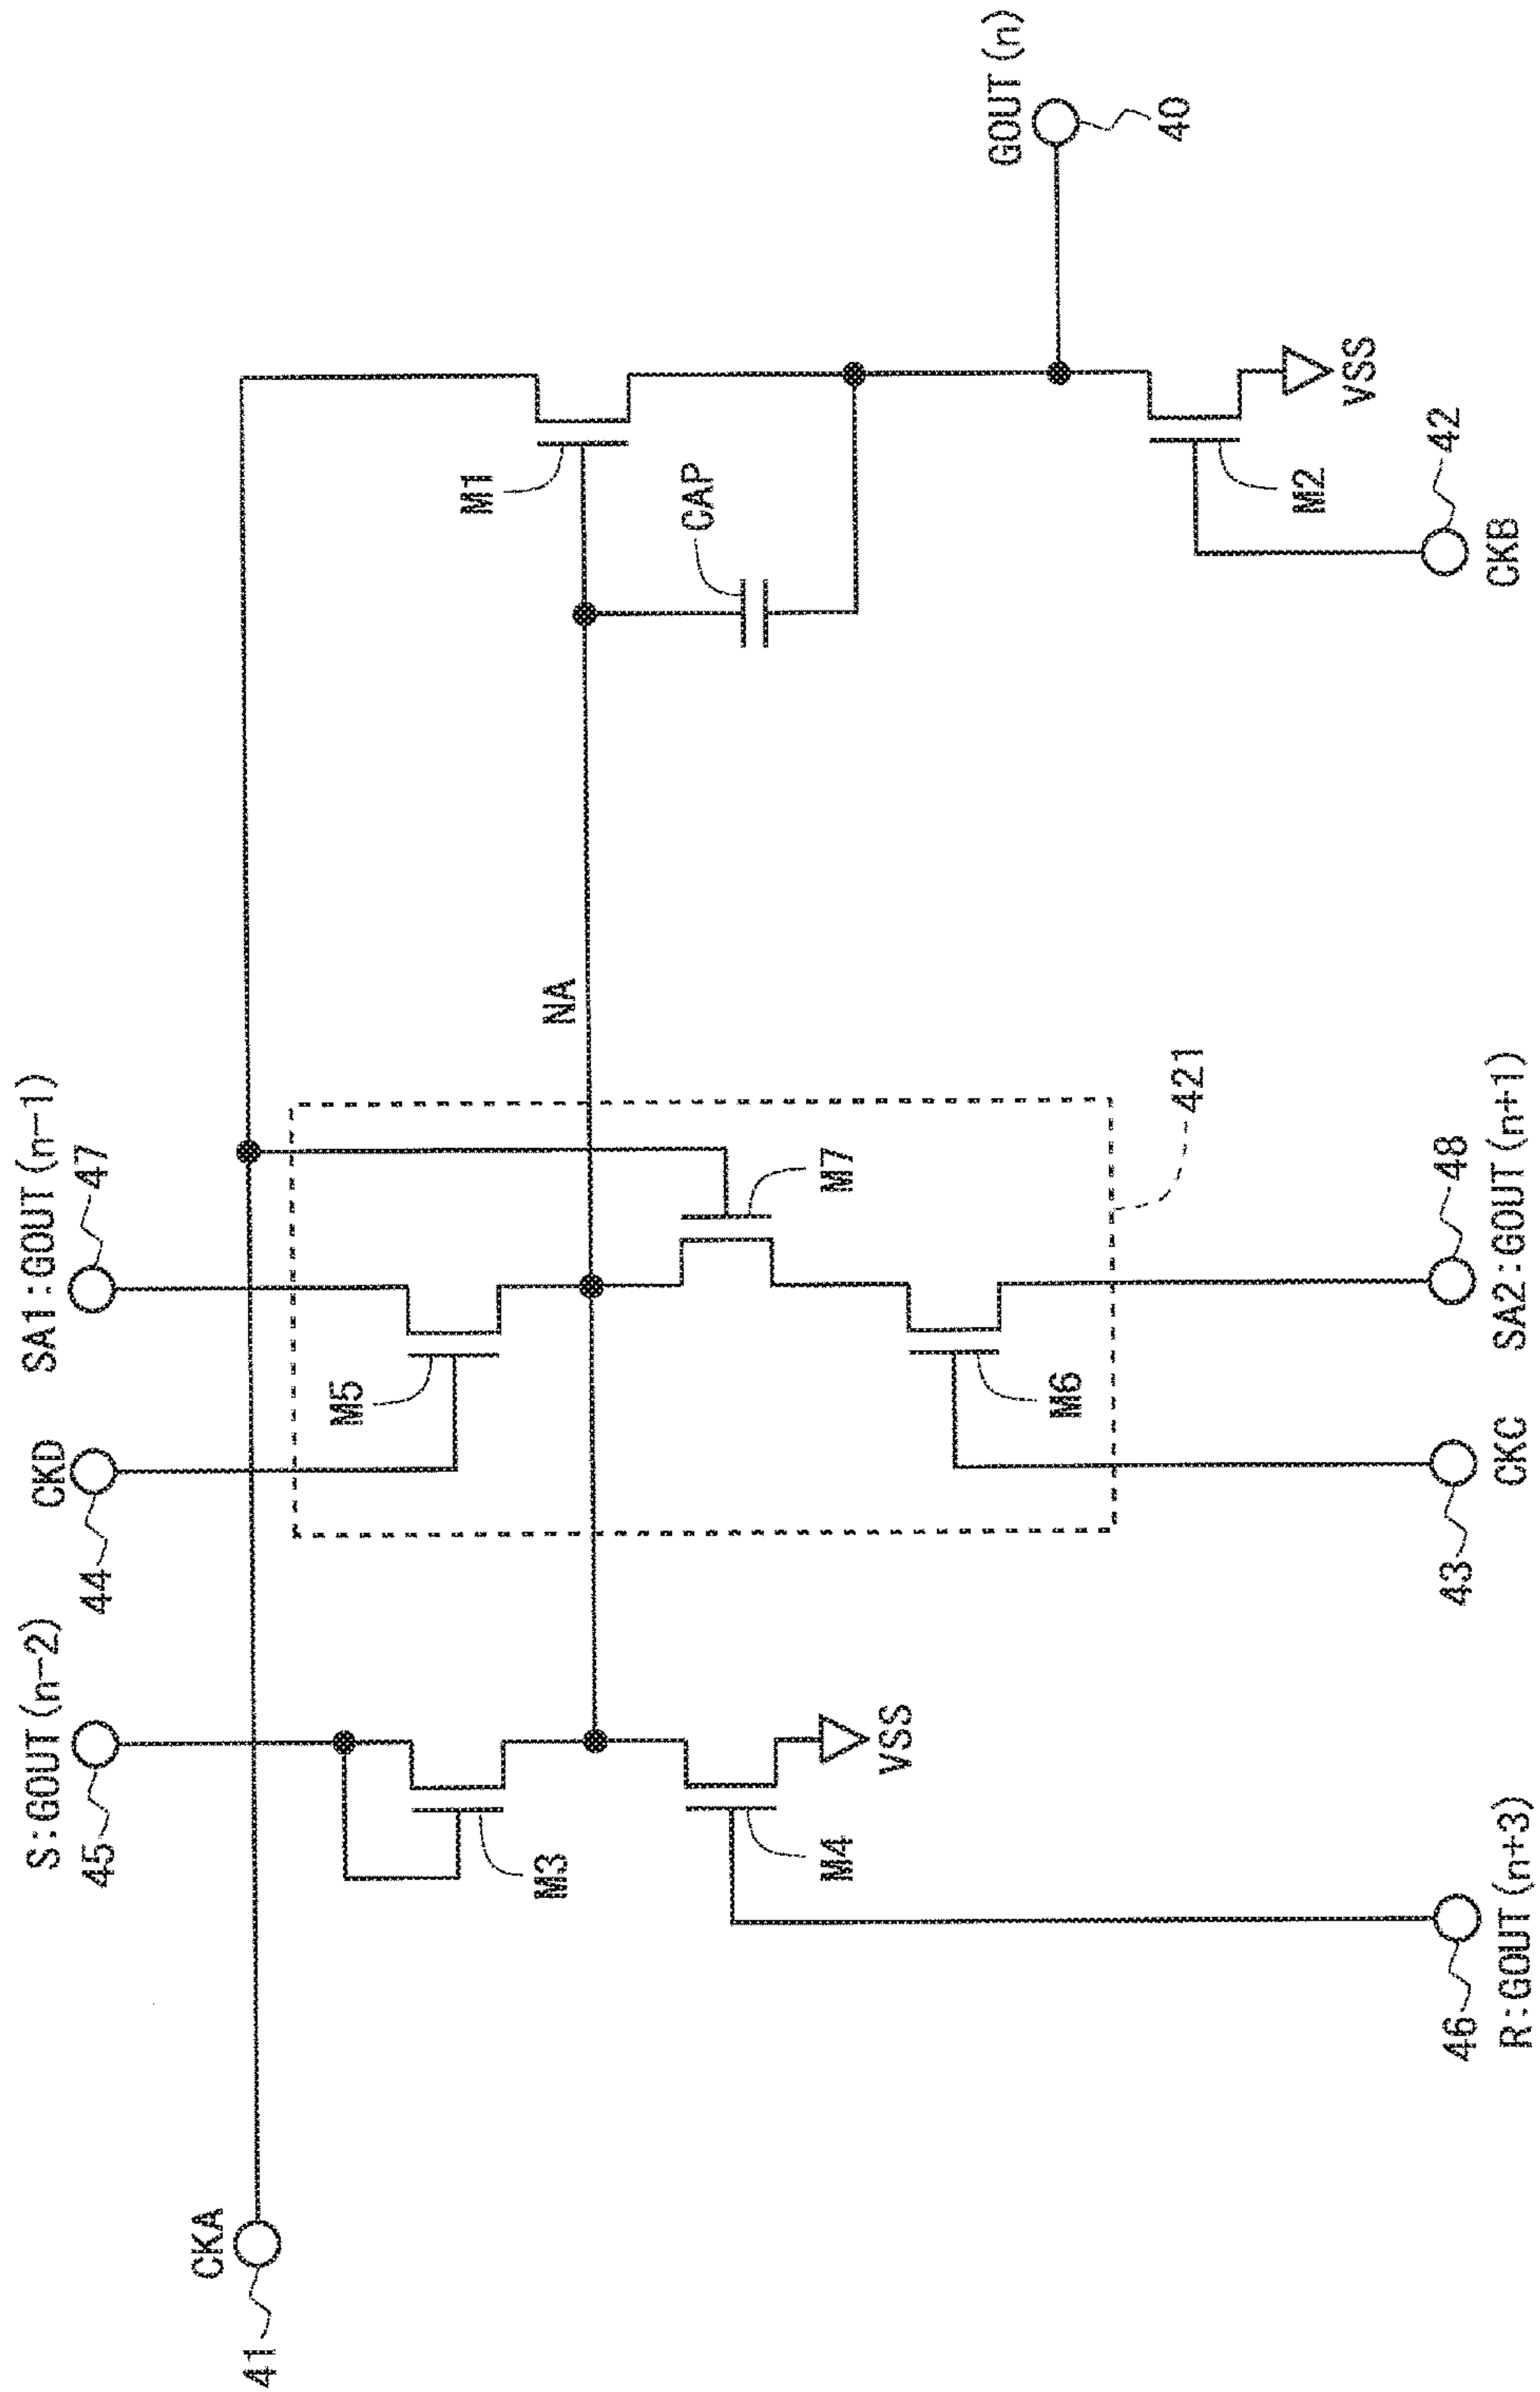 SA1:GOUT(n-1)
47
CKD
44
S:GOUT(n-2)
45
CKA
41
M1
CAP
GOUT(n)
40
VSS
M2
42
CKB
NA
M5
M7
421
M6
48
SA2:GOUT(n+1)
CKC
43
M3
M4
VSS
46
R:GOUT(n+3)